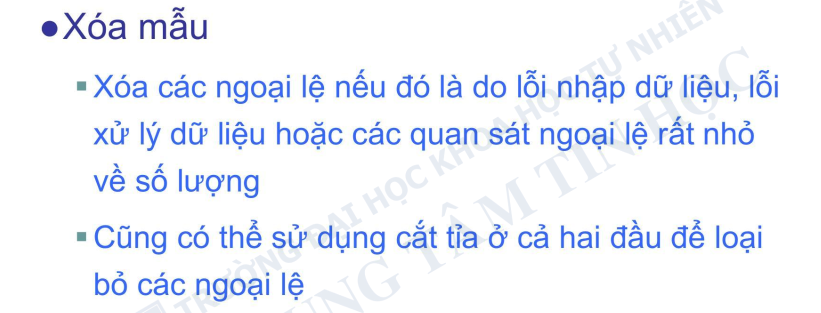 ●Xóa mẫu
▪Xóa các ngoại lệ nếu đó là do lỗi nhập dữ liệu, lỗi
xử lý dữ liệu hoặc các quan sát ngoại lệ rất nhỏ
về số lượng
▪Cũng có thể sử dụng cắt tỉa ở cả hai đầu để loại
bỏ các ngoại lệ
TRƯỜNG ĐẠI HỌC KHOA HỌC TỰ NHIÊN
TRUNG TÂM TIN HỌC